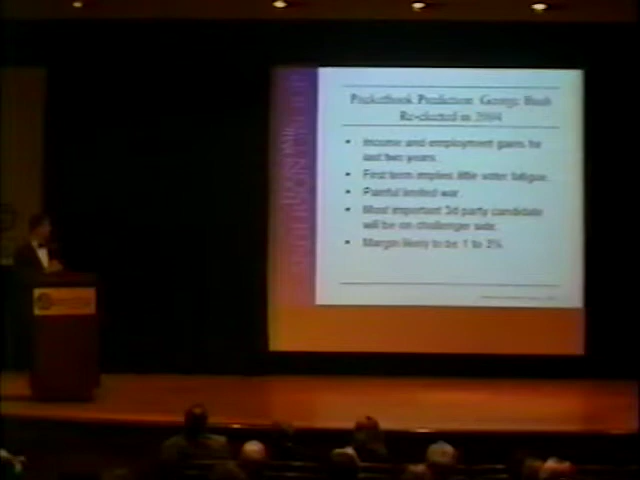 Pocketbook Prediction George Bush
Re-elected in 2004
• Income and employment gains for
last two years.
• First term implies little voter fatigue.
• Painful limited war
• Most important 3d party candidate
will be on challenger side.
• Margin likely to be 1 to 3%